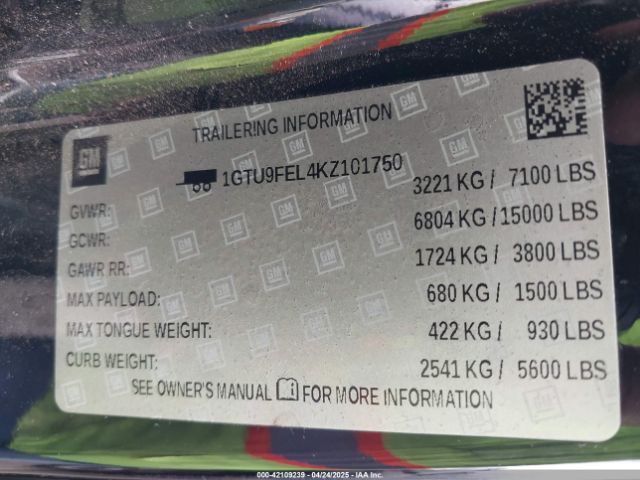 TRAILERING INFORMATION
GM
1GTU9FEL4KZ101750
GVWR: 3221 KG / 7100 LBS
GCWR: 6804 KG / 15000 LBS
GAWR RR: 1724 KG / 3800 LBS
MAX PAYLOAD: 680 KG / 1500 LBS
MAX TONGUE WEIGHT: 422 KG / 930 LBS
CURB WEIGHT: 2541 KG / 5600 LBS
SEE OWNER'S MANUAL FOR MORE INFORMATION
000-42109239 - 04/24/2025 - IAA Inc.